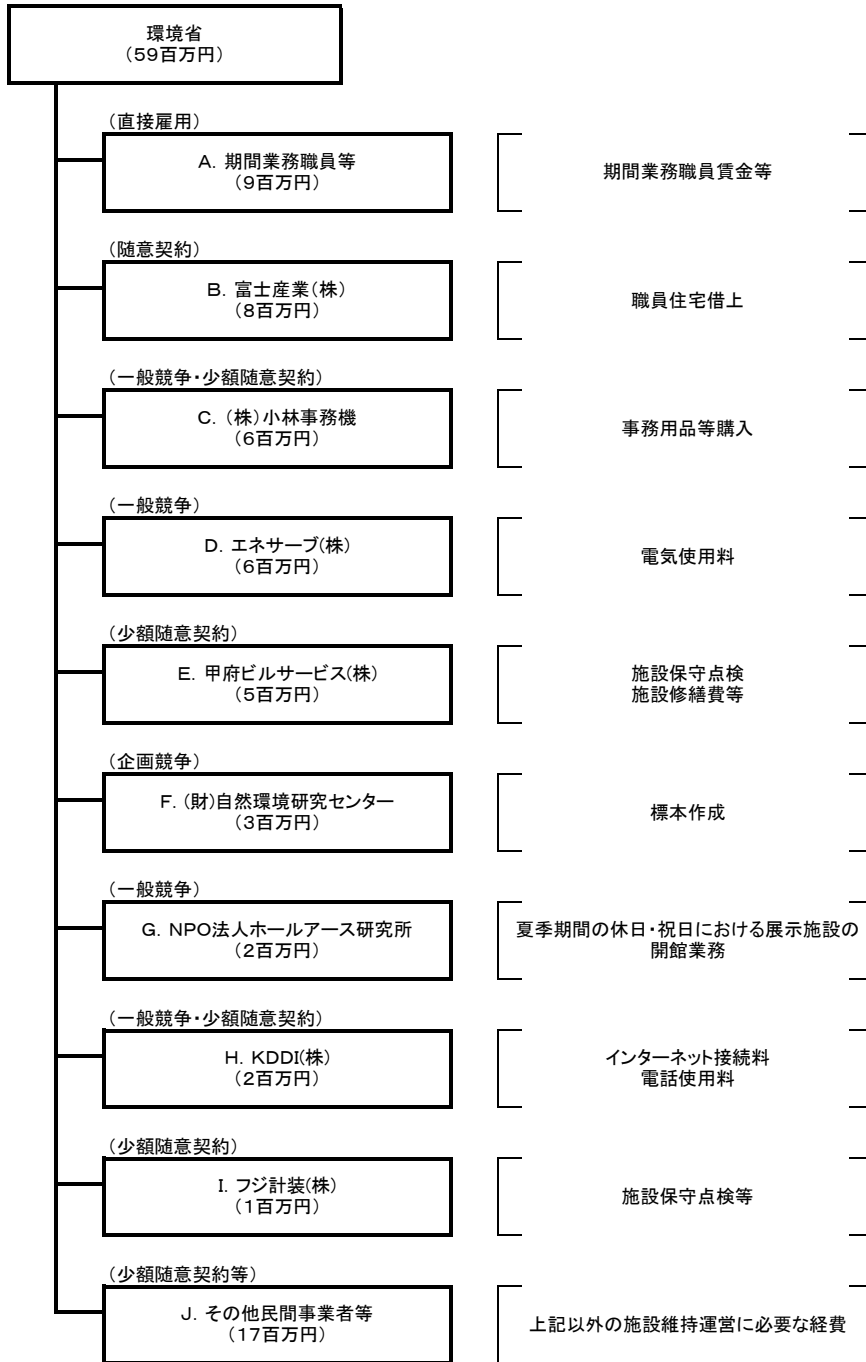 環境省
（59百万円）
（直接雇用）
A．期間業務職員等
（9百万円）
期間業務職員賃金等
（随意契約）
B．富士産業（株）
（8百万円）
職員住宅借上
（一般競争・少額随意契約）
C．（株）小林事務機
（6百万円）
事務用品等購入
（一般競争）
D．エネサーブ(株)
（6百万円）
電気使用料
（少額随意契約）
E．甲府ビルサービス(株)
（5百万円）
施設保守点検
施設修繕費等
（企画競争）
F．(財)自然環境研究センター
（3百万円）
標本作成
（一般競争）
G．NPO法人ホールアース研究所
（2百万円）
夏季期間の休日・祝日における展示施設の
開館業務
（一般競争・少額随意契約）
H．KDDI(株)
（2百万円）
インターネット接続料
電話使用料
（少額随意契約）
I．フジ計装(株)
（1百万円）
施設保守点検等
（少額随意契約等）
J．その他民間事業者等
（17百万円）
上記以外の施設維持運営に必要な経費